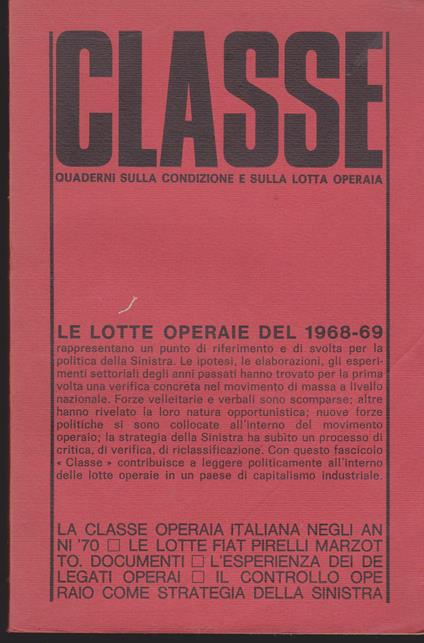 CLASSE
QUADERNI SULLA CONDIZIONE E SULLA LOTTA OPERAIA
LE LOTTE OPERAIE DEL 1968-69
rappresentano un punto di riferimento e di svolta per la
politica della Sinistra. Le ipotesi, le elaborazioni, gli esperi-
menti settoriali degli anni passati hanno trovato per la prima
volta una verifica concreta nel movimento di massa a livello
nazionale. Forze velleitarie e verbali sono scomparse; altre
hanno rivelato la loro natura opportunistica; nuove forze
politiche si sono collocate all'interno del movimento
operaio; la strategia della Sinistra ha subìto un processo di
critica, di verifica, di riclassificazione. Con questo fascicolo
« Classe » contribuisce a leggere politicamente all'interno
delle lotte operaie in un paese di capitalismo industriale.
LA CLASSE OPERAIA ITALIANA NEGLI AN
NI '70 □ LE LOTTE FIAT PIRELLI MARZOT
TO. DOCUMENTI □ L'ESPERIENZA DEI DE
LEGATI OPERAI □ IL CONTROLLO OPE
RAIO COME STRATEGIA DELLA SINISTRA